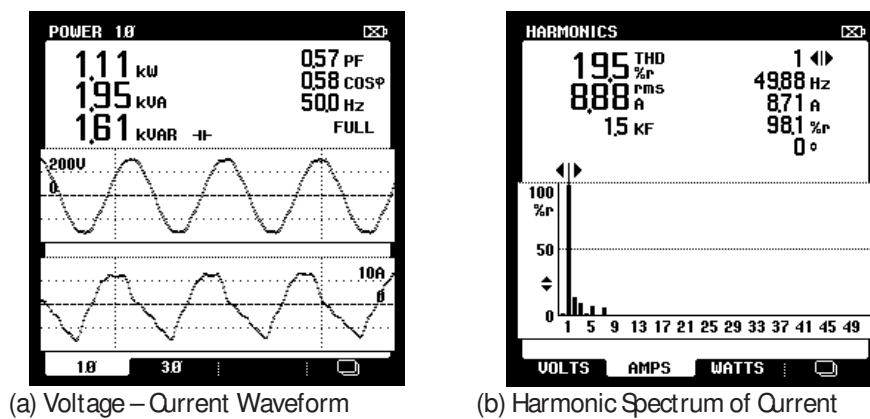 POWER 1.Ø
1.11 kW
1.95 kVA
1.61 kVAR
0.57 PF
0.58 COSφ
50.0 Hz
FULL
200V
0
10A
0
1.Ø 3.Ø
(a) Voltage – Current Waveform
HARMONICS
19.5 THD %r
8.88 rms A
1.5 KF
1
49.88 Hz
8.71 A
98.1 %r
0 °
100
%r
50
0
1 5 9 13 17 21 25 29 33 37 41 45 49
VOLTS AMPS WATTS
(b) Harmonic Spectrum of Current